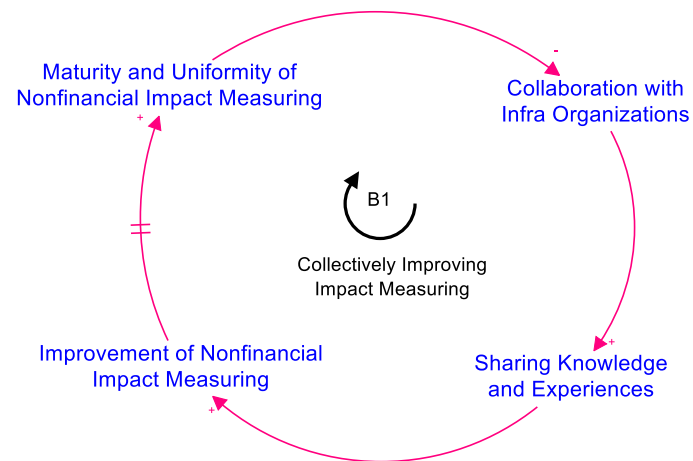 Maturity and Uniformity of
Nonfinancial Impact Measuring
+
-
Collaboration with
Infra Organizations
B1
Collectively Improving
Impact Measuring
Improvement of Nonfinancial
Impact Measuring
+
+
Sharing Knowledge
and Experiences